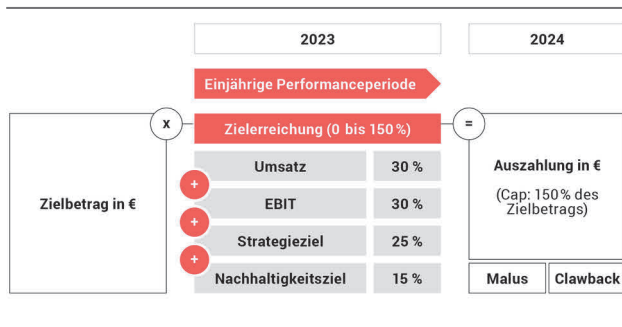 2023
2024
Einjährige Performanceperiode
x
Zielerreichung (0 bis 150 %)
=
Zielbetrag in €
Umsatz
30 %
+
EBIT
30 %
+
Strategieziel
25 %
+
Nachhaltigkeitsziel
15 %
Auszahlung in €
(Cap: 150 % des
Zielbetrags)
Malus
Clawback